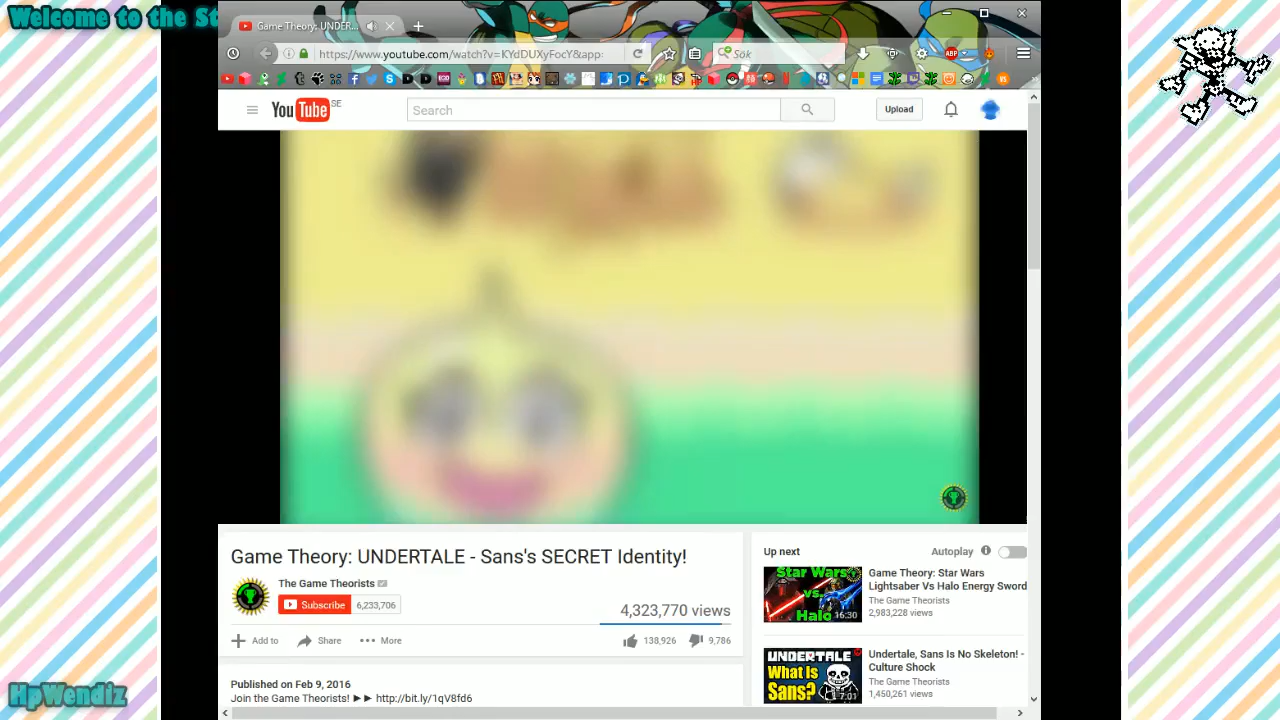 Welcome to the St
Game Theory: UNDER...
https://www.youtube.com/watch?v=KYdDUXyFocY&app:
Sök
ABP
YouTube SE
Search
Upload
Game Theory: UNDERTALE - Sans's SECRET Identity!
The Game Theorists
Subscribe 6,233,706
4,323,770 views
Add to Share More
138,926 9,786
Published on Feb 9, 2016
Join the Game Theorists! ►► http://bit.ly/1qV8fd6
Up next
Autoplay
Star Wars
vs.
Halo
16:30
Game Theory: Star Wars
Lightsaber Vs Halo Energy Sword
The Game Theorists
2,983,228 views
UNDERTALE
What is
Sans?
17:01
Undertale, Sans Is No Skeleton! -
Culture Shock
The Game Theorists
1,450,261 views
HpWendiz